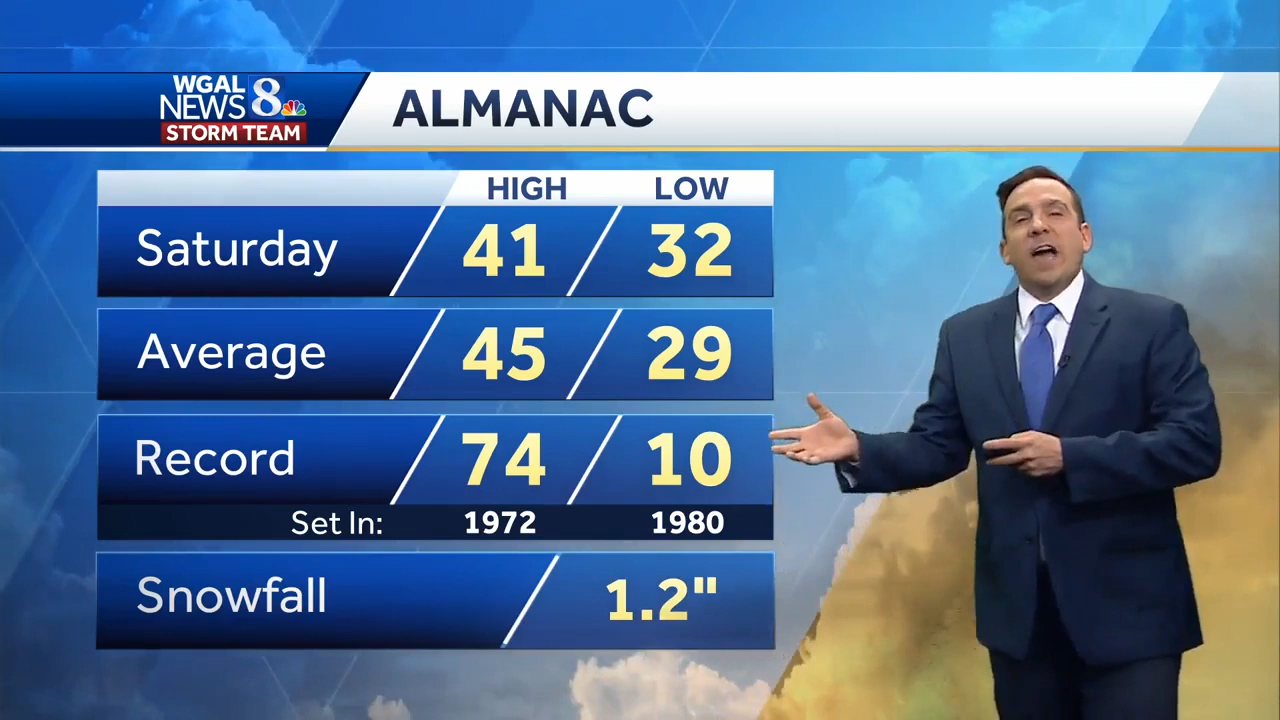 WGAL
NEWS 8
STORM TEAM
ALMANAC
HIGH LOW
Saturday 41 32
Average 45 29
Record 74 10
Set In: 1972 1980
Snowfall 1.2"